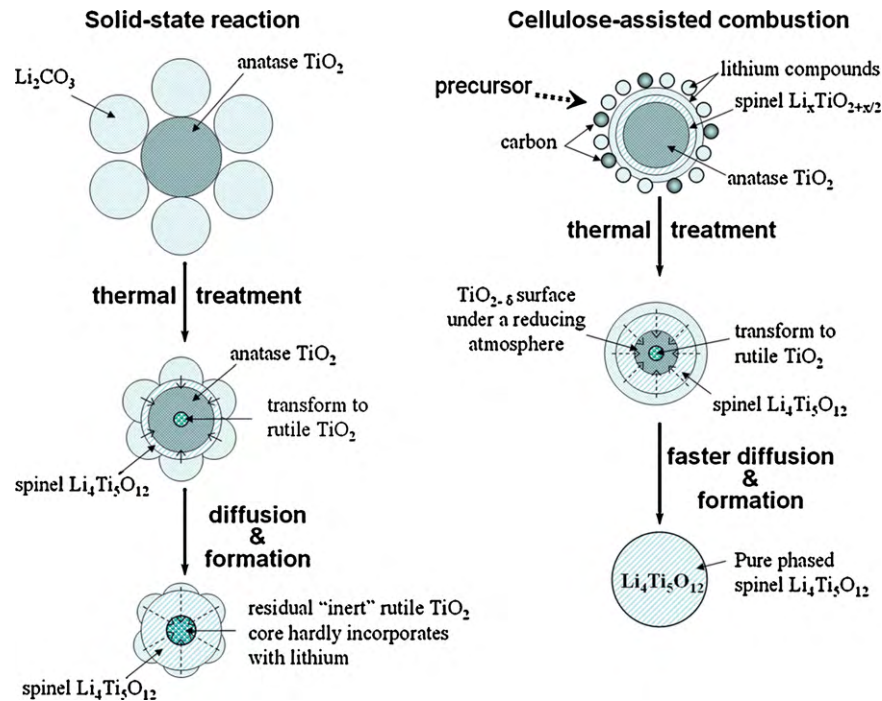 Solid-state reaction
Li₂CO₃
anatase TiO₂
thermal treatment
anatase TiO₂
transform to
rutile TiO₂
spinel Li₄Ti₅O₁₂
diffusion
&
formation
residual “inert” rutile TiO₂
core hardly incorporates
with lithium
spinel Li₄Ti₅O₁₂
Cellulose-assisted combustion
precursor
lithium compounds
spinel LiₓTiO₂₊ₓ/₂
carbon
anatase TiO₂
thermal treatment
TiO₂₋δ surface
under a reducing
atmosphere
transform to
rutile TiO₂
spinel Li₄Ti₅O₁₂
faster diffusion
&
formation
Li₄Ti₅O₁₂
Pure phased
spinel Li₄Ti₅O₁₂